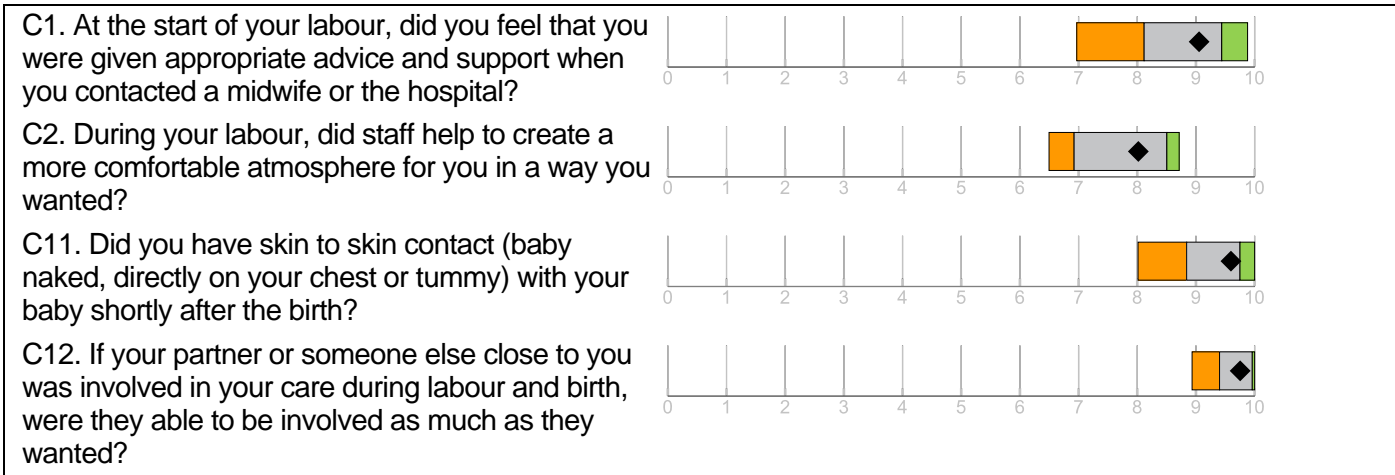 C1. At the start of your labour, did you feel that you
were given appropriate advice and support when
you contacted a midwife or the hospital?
0 1 2 3 4 5 6 7 8 9 10
C2. During your labour, did staff help to create a
more comfortable atmosphere for you in a way you
wanted?
0 1 2 3 4 5 6 7 8 9 10
C11. Did you have skin to skin contact (baby
naked, directly on your chest or tummy) with your
baby shortly after the birth?
0 1 2 3 4 5 6 7 8 9 10
C12. If your partner or someone else close to you
was involved in your care during labour and birth,
were they able to be involved as much as they
wanted?
0 1 2 3 4 5 6 7 8 9 10